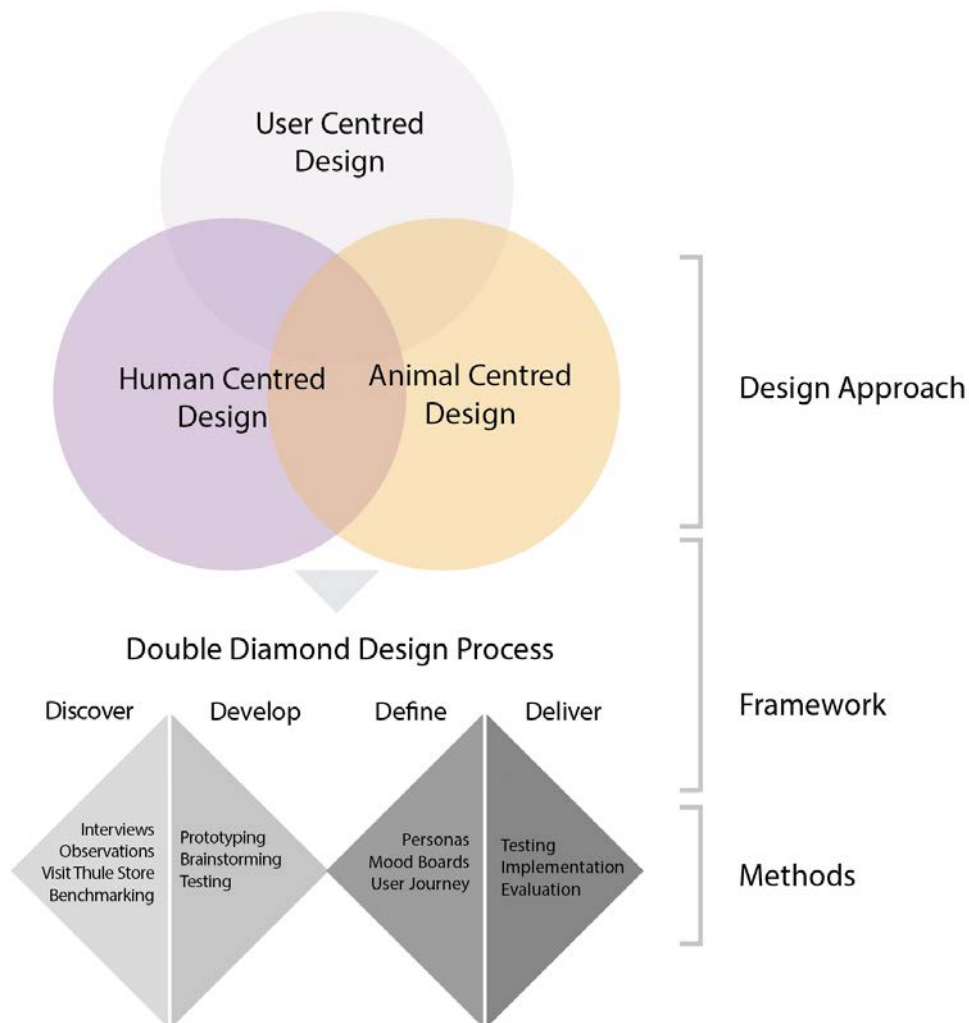 User Centred
Design
Human Centred
Design
Animal Centred
Design
Design Approach
Double Diamond Design Process
Framework
Discover
Develop
Define
Deliver
Interviews
Observations
Visit Thule Store
Benchmarking
Prototyping
Brainstorming
Testing
Personas
Mood Boards
User Journey
Testing
Implementation
Evaluation
Methods